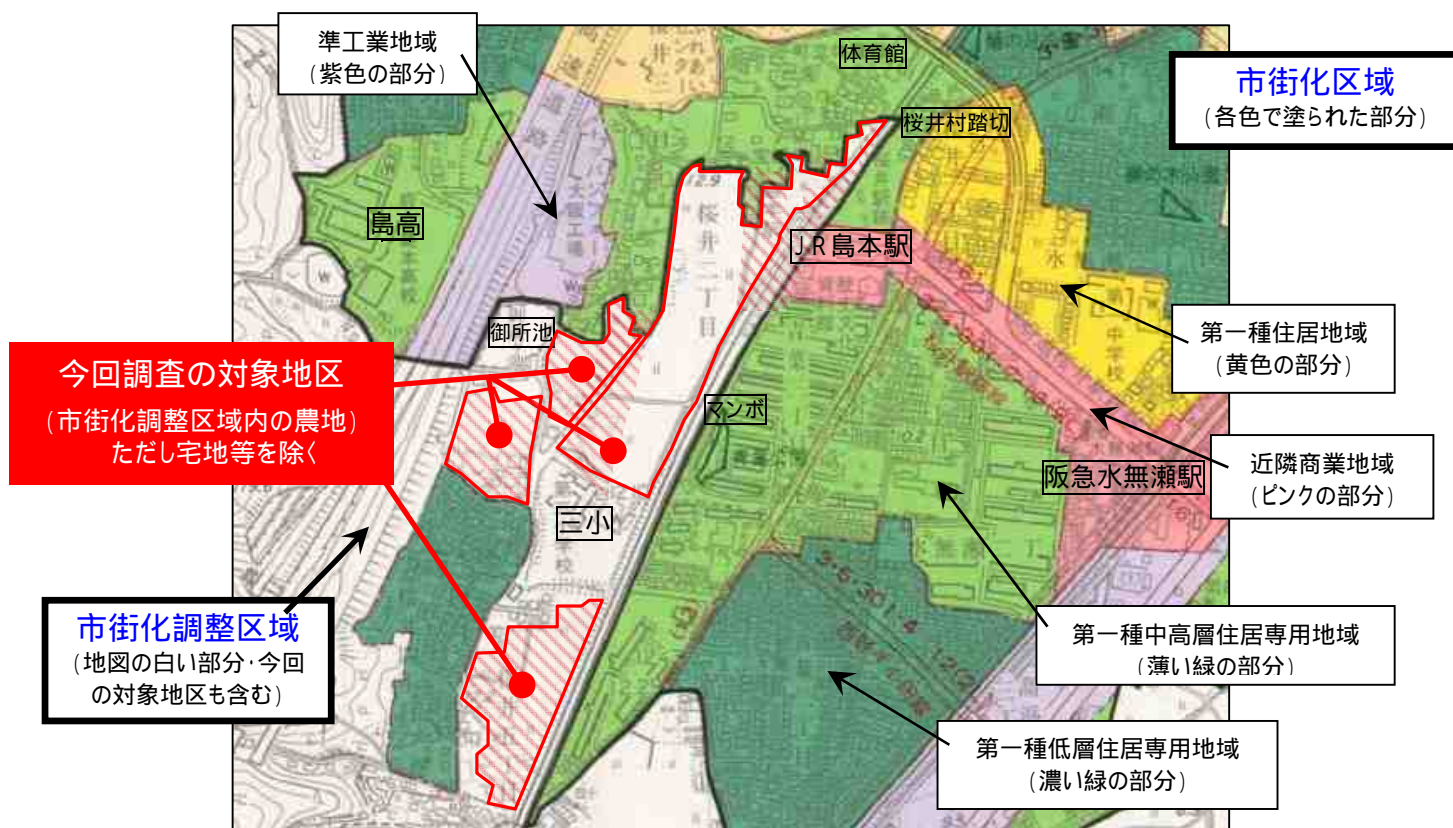 準工業地域
(紫色の部分)
体育館
市街化区域
(各色で塗られた部分)
桜井村踏切
島高
大阪工場
桜井二丁目
JR島本駅
御所池
第一種住居地域
(黄色の部分)
中学校
今回調査の対象地区
(市街化調整区域内の農地)
ただし宅地等を除く
マンボ
近隣商業地域
(ピンクの部分)
阪急水無瀬駅
三小
市街化調整区域
(地図の白い部分・今回
の対象地区も含む)
第一種中高層住居専用地域
(薄い緑の部分)
第一種低層住居専用地域
(濃い緑の部分)